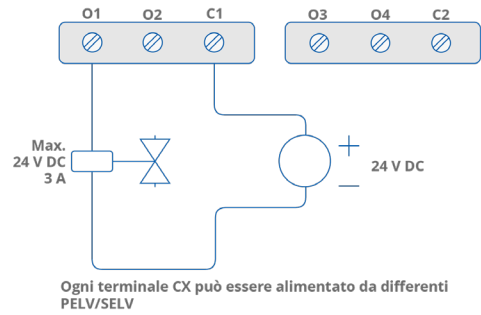 O1 O2 C1 O3 O4 C2
Max.
24 V DC
3 A
24 V DC
Ogni terminale CX può essere alimentato da differenti
PELV/SELV